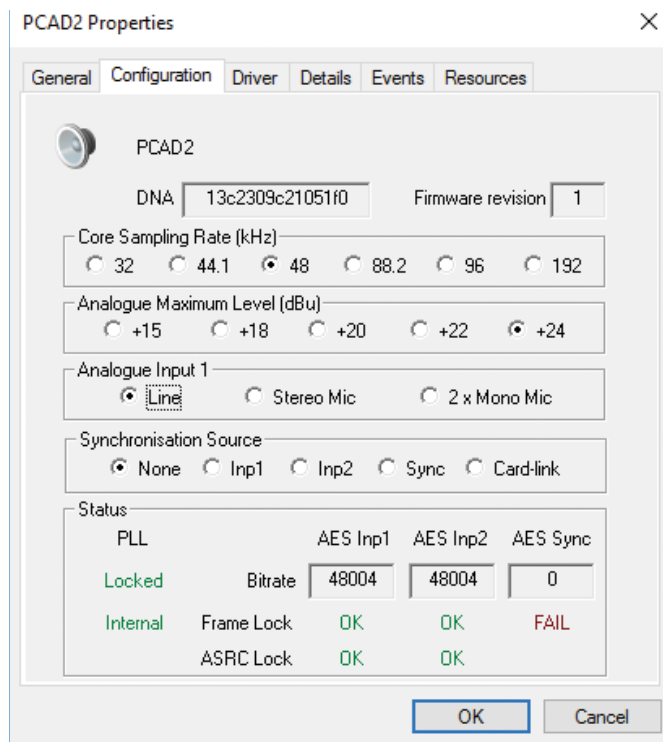 PCAD2 Properties
General Configuration Driver Details Events Resources
PCAD2
DNA 13c2309c21051f0 Firmware revision 1
Core Sampling Rate (kHz)
32 44.1 48 88.2 96 192
Analogue Maximum Level (dBu)
+15 +18 +20 +22 +24
Analogue Input 1
Line Stereo Mic 2 x Mono Mic
Synchronisation Source
None Inp1 Inp2 Sync Card-link
Status
PLL AES Inp1 AES Inp2 AES Sync
Locked Bitrate 48004 48004 0
Internal Frame Lock OK OK FAIL
ASRC Lock OK OK
OK Cancel